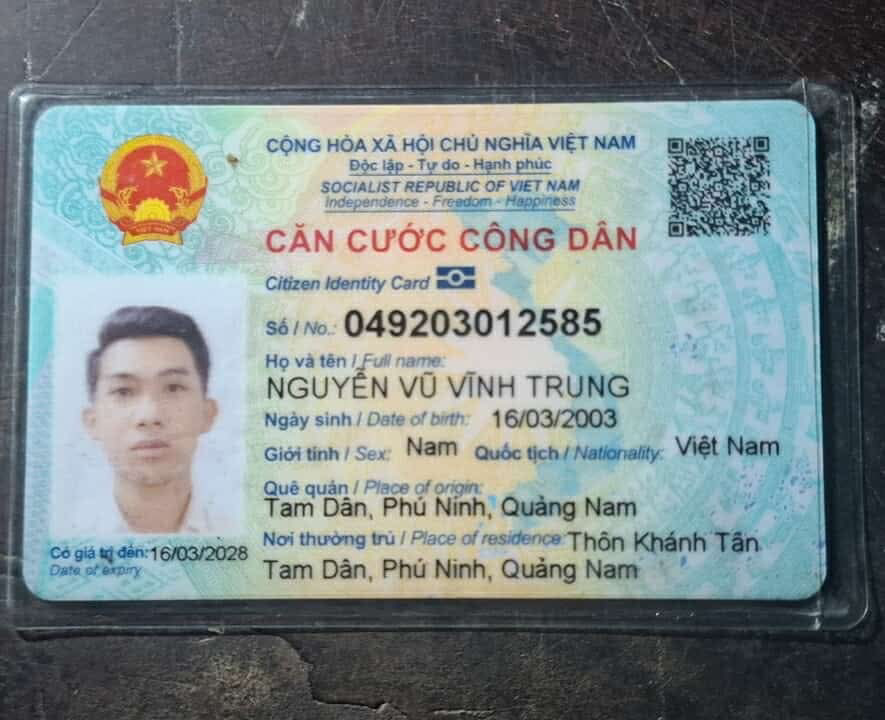 CỘNG HÒA XÃ HỘI CHỦ NGHĨA VIỆT NAM
Độc lập - Tự do - Hạnh phúc
SOCIALIST REPUBLIC OF VIET NAM
Independence - Freedom - Happiness
CĂN CƯỚC CÔNG DÂN
Citizen Identity Card
Số / No.: 049203012585
Họ và tên / Full name:
NGUYỄN VŨ VĨNH TRUNG
Ngày sinh / Date of birth: 16/03/2003
Giới tính / Sex: Nam Quốc tịch / Nationality: Việt Nam
Quê quán / Place of origin:
Tam Dân, Phú Ninh, Quảng Nam
Nơi thường trú / Place of residence: Thôn Khánh Tân
Tam Dân, Phú Ninh, Quảng Nam
Có giá trị đến: 16/03/2028
Date of expiry
VIỆT NAM